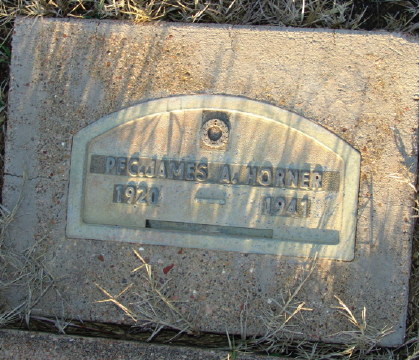 PFC. JAMES A. HORNER
1920 — 1941